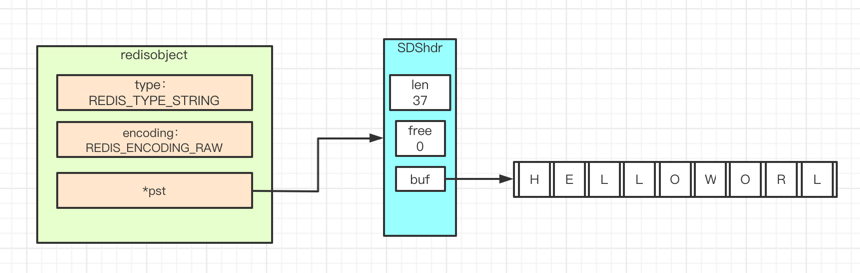 redisobject
type：
REDIS_TYPE_STRING
encoding：
REDIS_ENCODING_RAW
*pst
SDShdr
len
37
free
0
buf
H E L L O W O R L